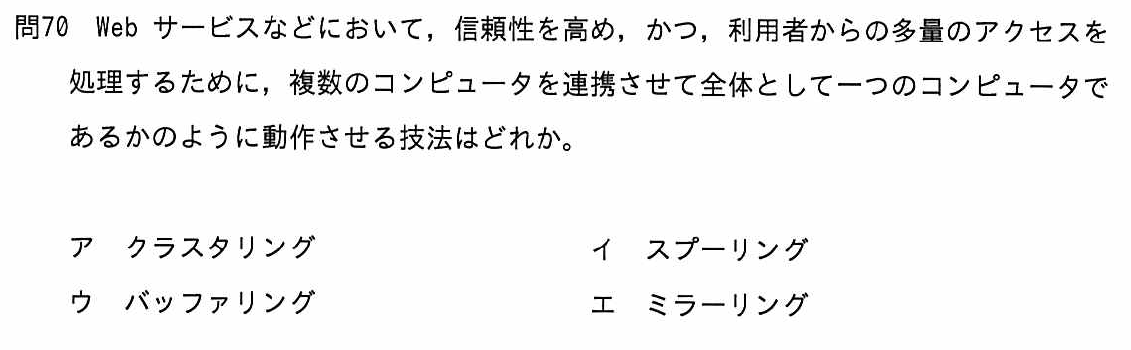 問70 Web サービスなどにおいて，信頼性を高め，かつ，利用者からの多量のアクセスを
処理するために，複数のコンピュータを連携させて全体として一つのコンピュータで
あるかのように動作させる技法はどれか。
ア クラスタリング イ スプーリング
ウ バッファリング エ ミラーリング